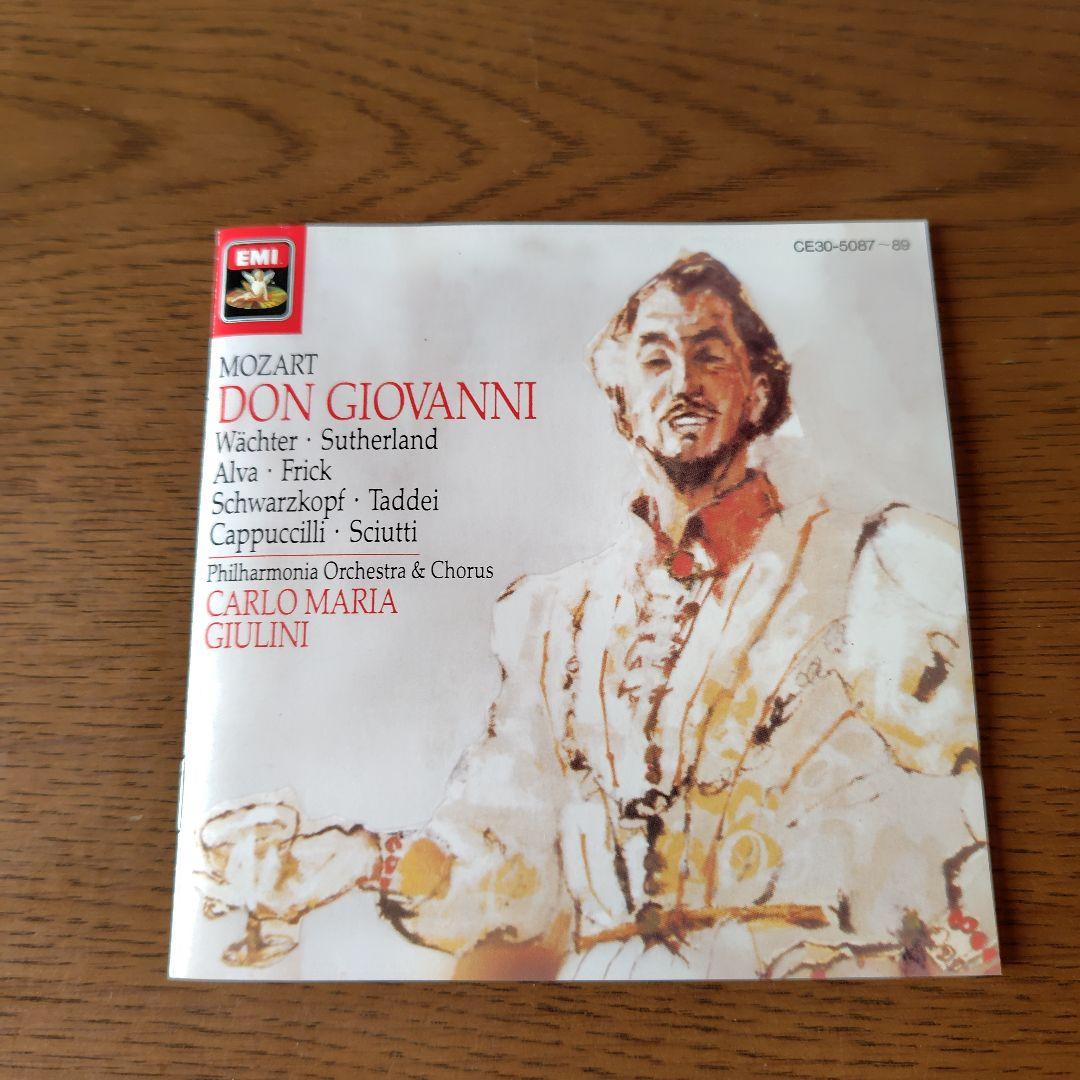 EMI
CE30-5087~89
MOZART
DON GIOVANNI
Wächter · Sutherland
Alva · Frick
Schwarzkopf · Taddei
Cappuccilli · Sciutti
Philharmonia Orchestra & Chorus
CARLO MARIA
GIULINI